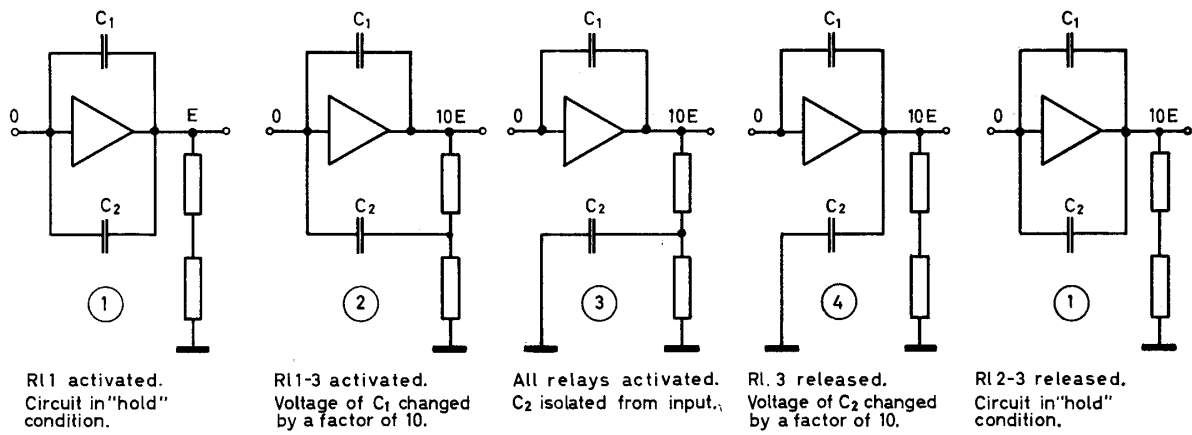 C1
C1
C1
C1
C1
0
E
0
10E
0
10E
0
10E
0
10E
C2
C2
C2
C2
C2
1
2
3
4
1
Rl1 activated.
Circuit in "hold"
condition.
Rl1-3 activated.
Voltage of C1 changed
by a factor of 10.
All relays activated.
C2 isolated from input.
Rl. 3 released.
Voltage of C2 changed
by a factor of 10.
Rl 2-3 released.
Circuit in "hold"
condition.